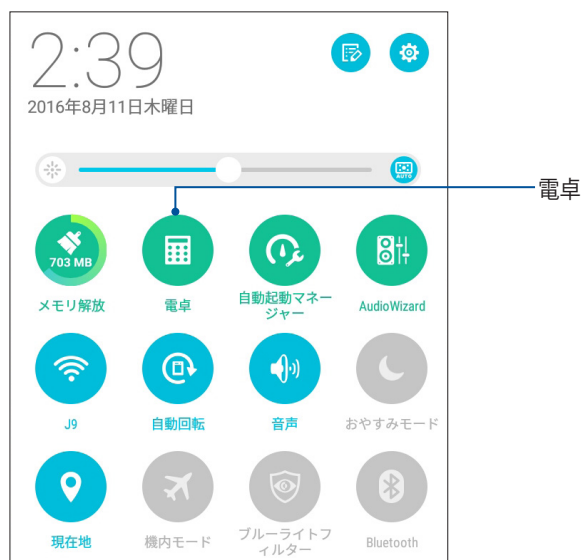 2:39
2016年8月11日木曜日
AUTO
電卓
703 MB
メモリ解放
電卓
自動起動マネー
ジャー
AudioWizard
J9
自動回転
音声
おやすみモード
現在地
機内モード
ブルーライトフ
ィルター
Bluetooth